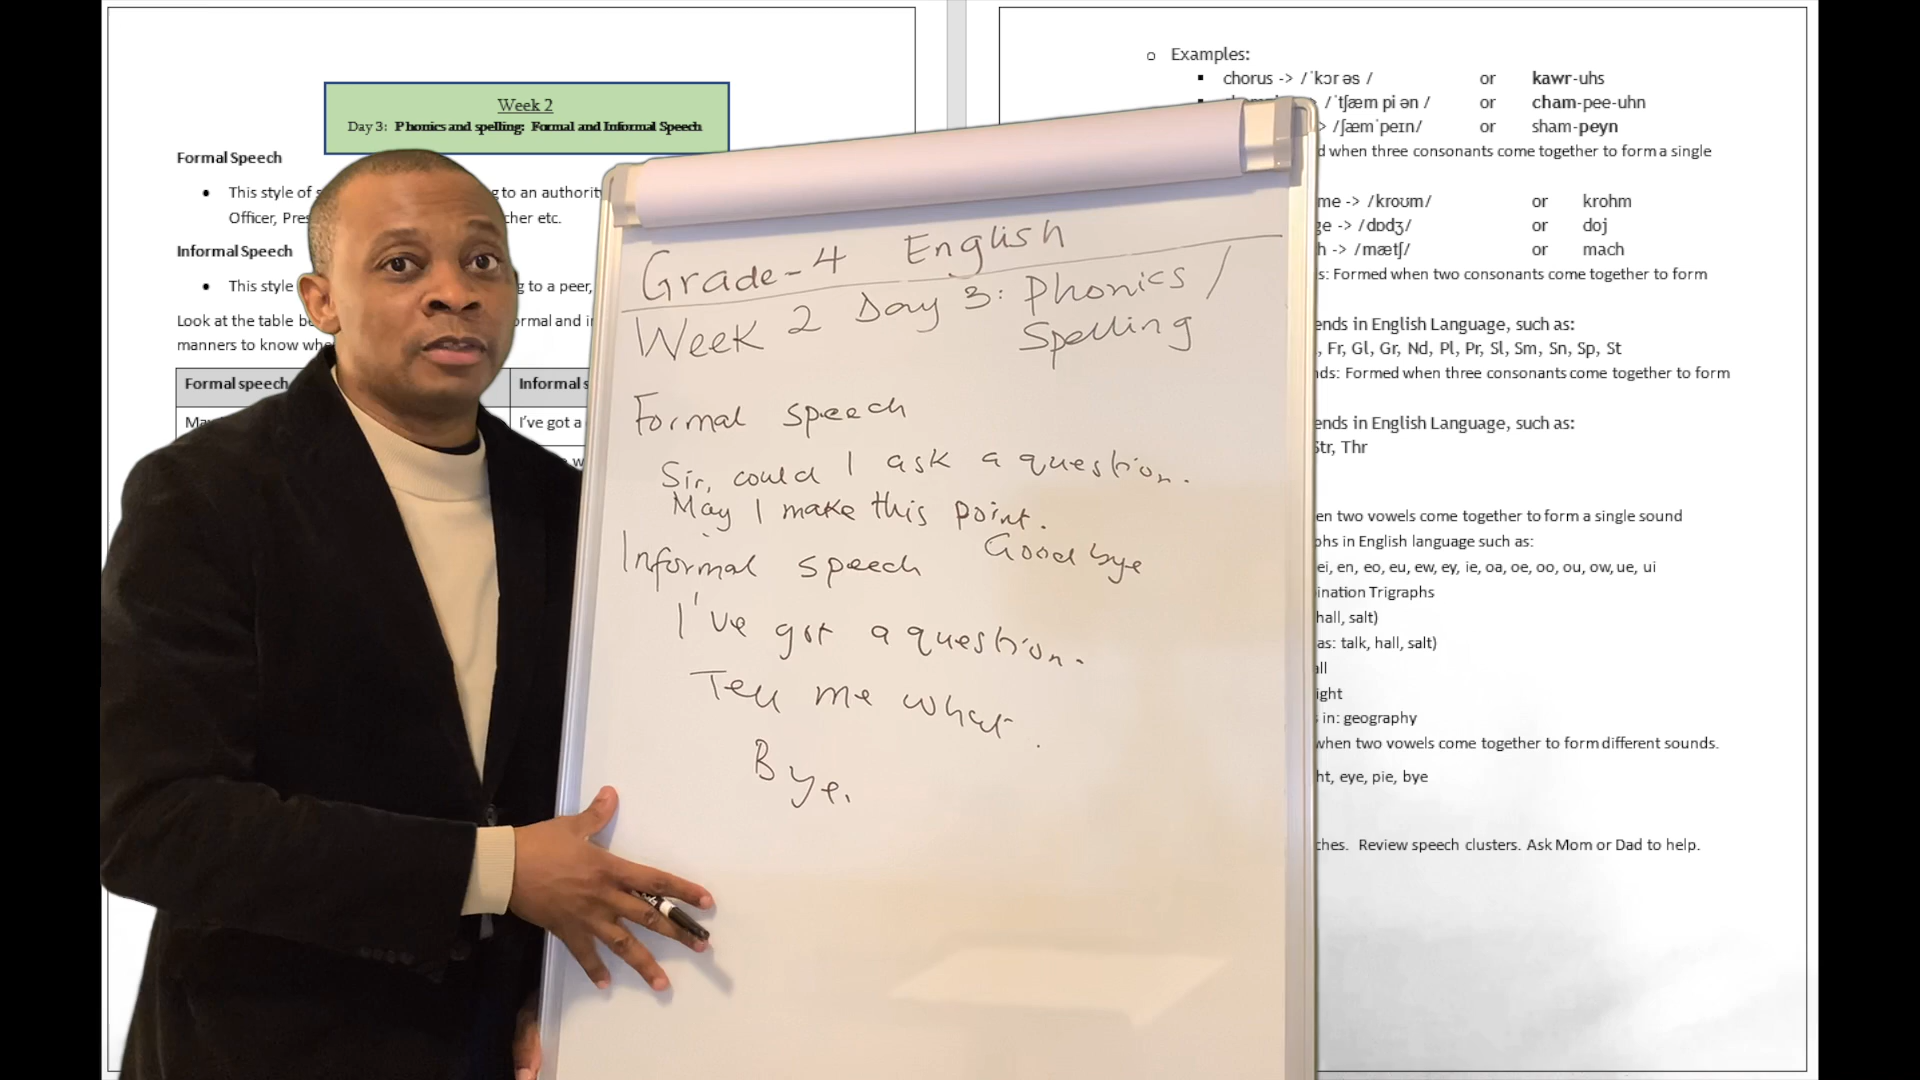 Week 2
Day 3: Phonics and spelling: Formal and Informal Speech
Formal Speech
This style of to an authorit
Officer, etc.
Informal Speech
This style to a peer,
Look at the table
manners to know
Formal speech Informal
I've got a
Examples:
chorus -> /ˈkɔr əs / or kawr-uhs
/ˈtʃæm pi ən / or cham-pee-uhn
> /ʃæmˈpeɪn/ or sham-peyn
when three consonants come together to form a single
me -> /kroʊm/ or krohm
ge -> /dɒdʒ/ or doj
h -> /mætʃ/ or mach
s: Formed when two consonants come together to form
ends in English Language, such as:
, Fr, Gl, Gr, Nd, Pl, Pr, Sl, Sm, Sn, Sp, St
nds: Formed when three consonants come together to form
ends in English Language, such as:
Str, Thr
en two vowels come together to form a single sound
phs in English language such as:
ei, en, eo, eu, ew, ey, ie, oa, oe, oo, ou, ow, ue, ui
ination Trigraphs
hall, salt)
as: talk, hall, salt)
all
ight
in: geography
when two vowels come together to form different sounds.
ht, eye, pie, bye
ches. Review speech clusters. Ask Mom or Dad to help.
Grade-4 English
Week 2 Day 3: Phonics /
Spelling
Formal speech
Sir, could I ask a question.
May I make this point.
Good bye
Informal speech
I've got a question.
Tell me what.
Bye.